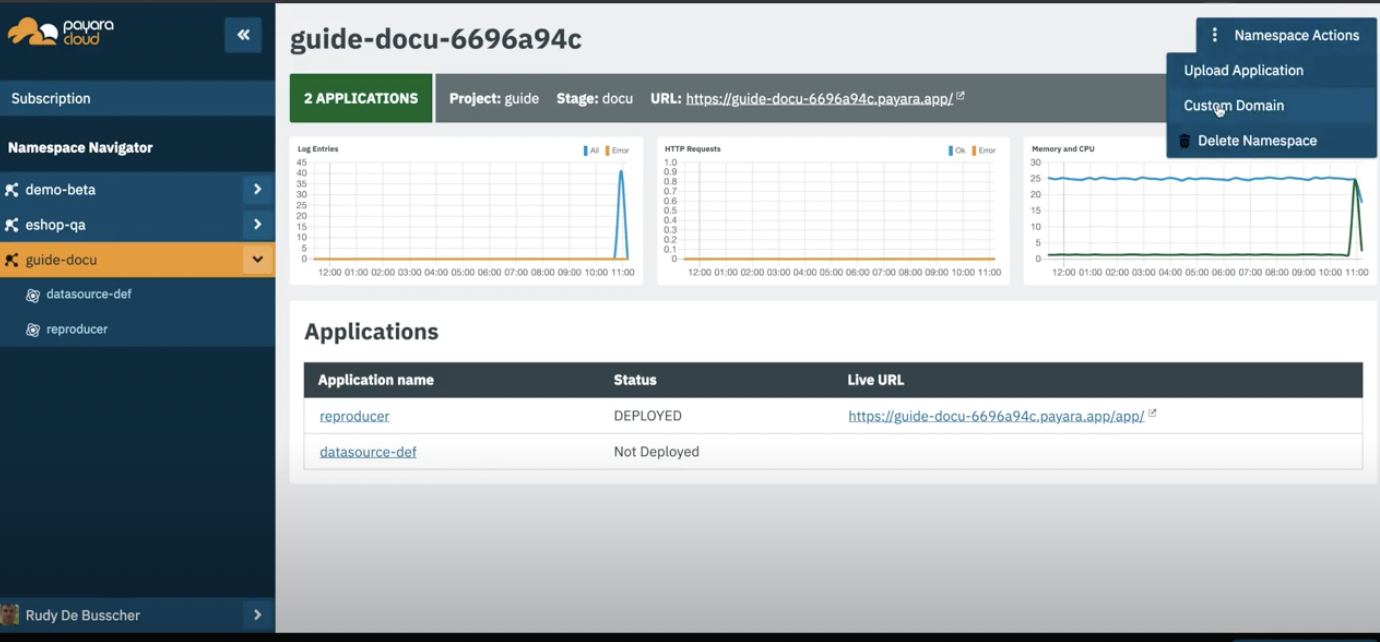 payara
cloud
«
Subscription
Namespace Navigator
demo-beta
eshop-qa
guide-docu
datasource-def
reproducer
Rudy De Busscher
guide-docu-6696a94c
Namespace Actions
Upload Application
Custom Domain
Delete Namespace
2 APPLICATIONS Project: guide Stage: docu URL: https://guide-docu-6696a94c.payara.app/
Log Entries All Error
45
40
35
30
25
20
15
10
5
0
12:00 01:00 02:00 03:00 04:00 05:00 06:00 07:00 08:00 09:00 10:00 11:00
HTTP Requests Ok Error
1.0
0.9
0.8
0.7
0.6
0.5
0.4
0.3
0.2
0.1
0
12:00 01:00 02:00 03:00 04:00 05:00 06:00 07:00 08:00 09:00 10:00 11:00
Memory and CPU
30
25
20
15
10
5
0
12:00 01:00 02:00 03:00 04:00 05:00 06:00 07:00 08:00 09:00 10:00 11:00
Applications
Application name Status Live URL
reproducer DEPLOYED https://guide-docu-6696a94c.payara.app/app/
datasource-def Not Deployed